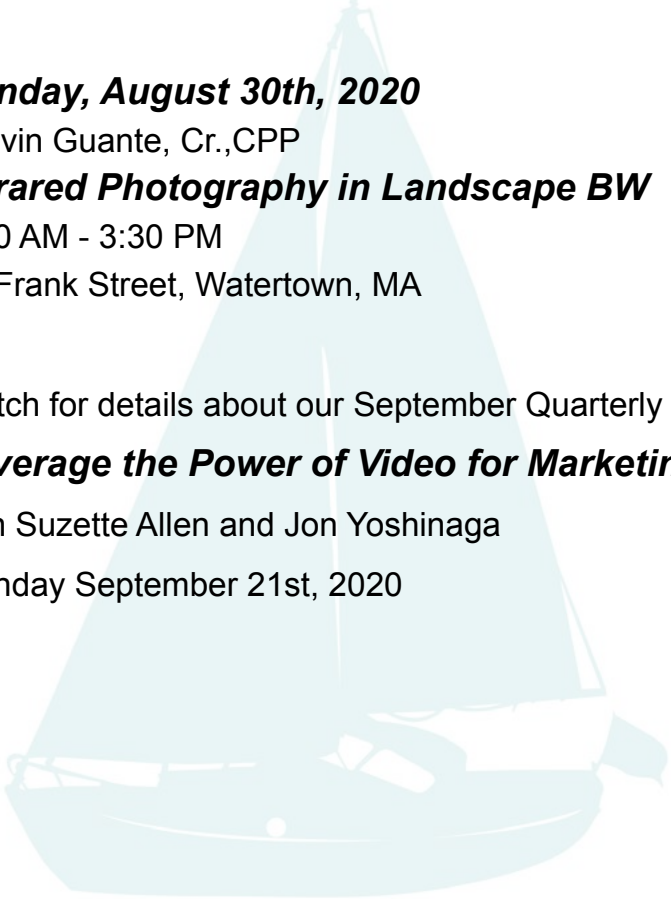 nday, August 30th, 2020
vin Guante, Cr.,CPP
rared Photography in Landscape BW
0 AM - 3:30 PM
Frank Street, Watertown, MA
tch for details about our September Quarterly
verage the Power of Video for Marketin
h Suzette Allen and Jon Yoshinaga
nday September 21st, 2020